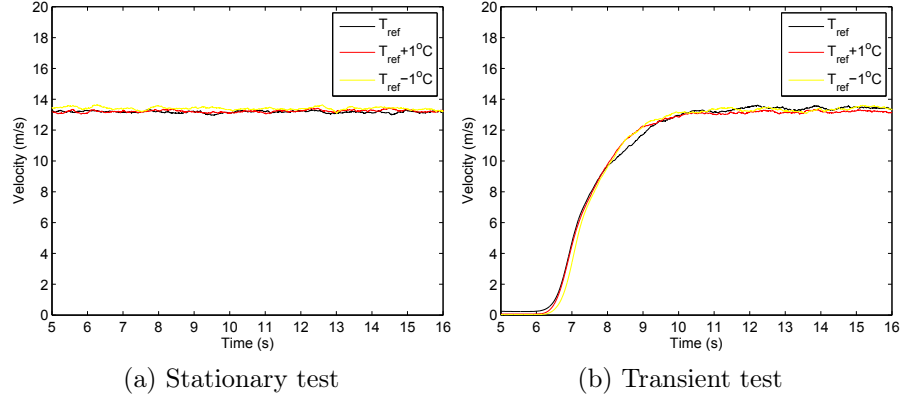 20
18
16
14
12
10
8
6
4
2
0
Velocity (m/s)
5 6 7 8 9 10 11 12 13 14 15 16
Time (s)
T_ref
T_ref+1°C
T_ref−1°C
(a) Stationary test
20
18
16
14
12
10
8
6
4
2
0
Velocity (m/s)
5 6 7 8 9 10 11 12 13 14 15 16
Time (s)
T_ref
T_ref+1°C
T_ref−1°C
(b) Transient test